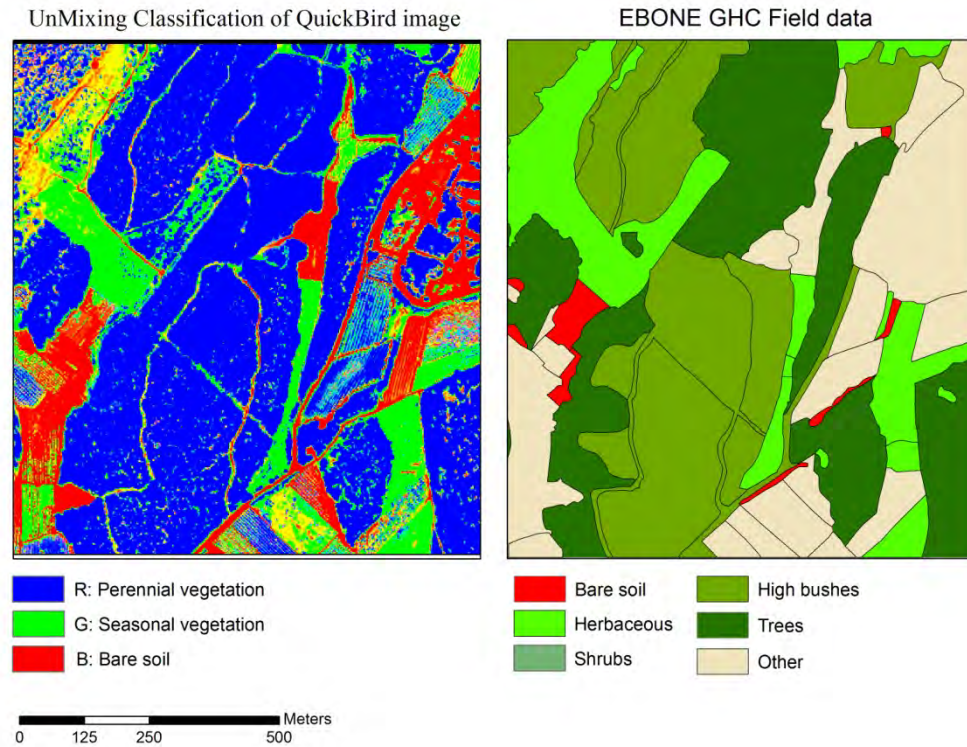 UnMixing Classification of QuickBird image
EBONE GHC Field data
R: Perennial vegetation
G: Seasonal vegetation
B: Bare soil
Bare soil
Herbaceous
Shrubs
High bushes
Trees
Other
Meters
0 125 250 500